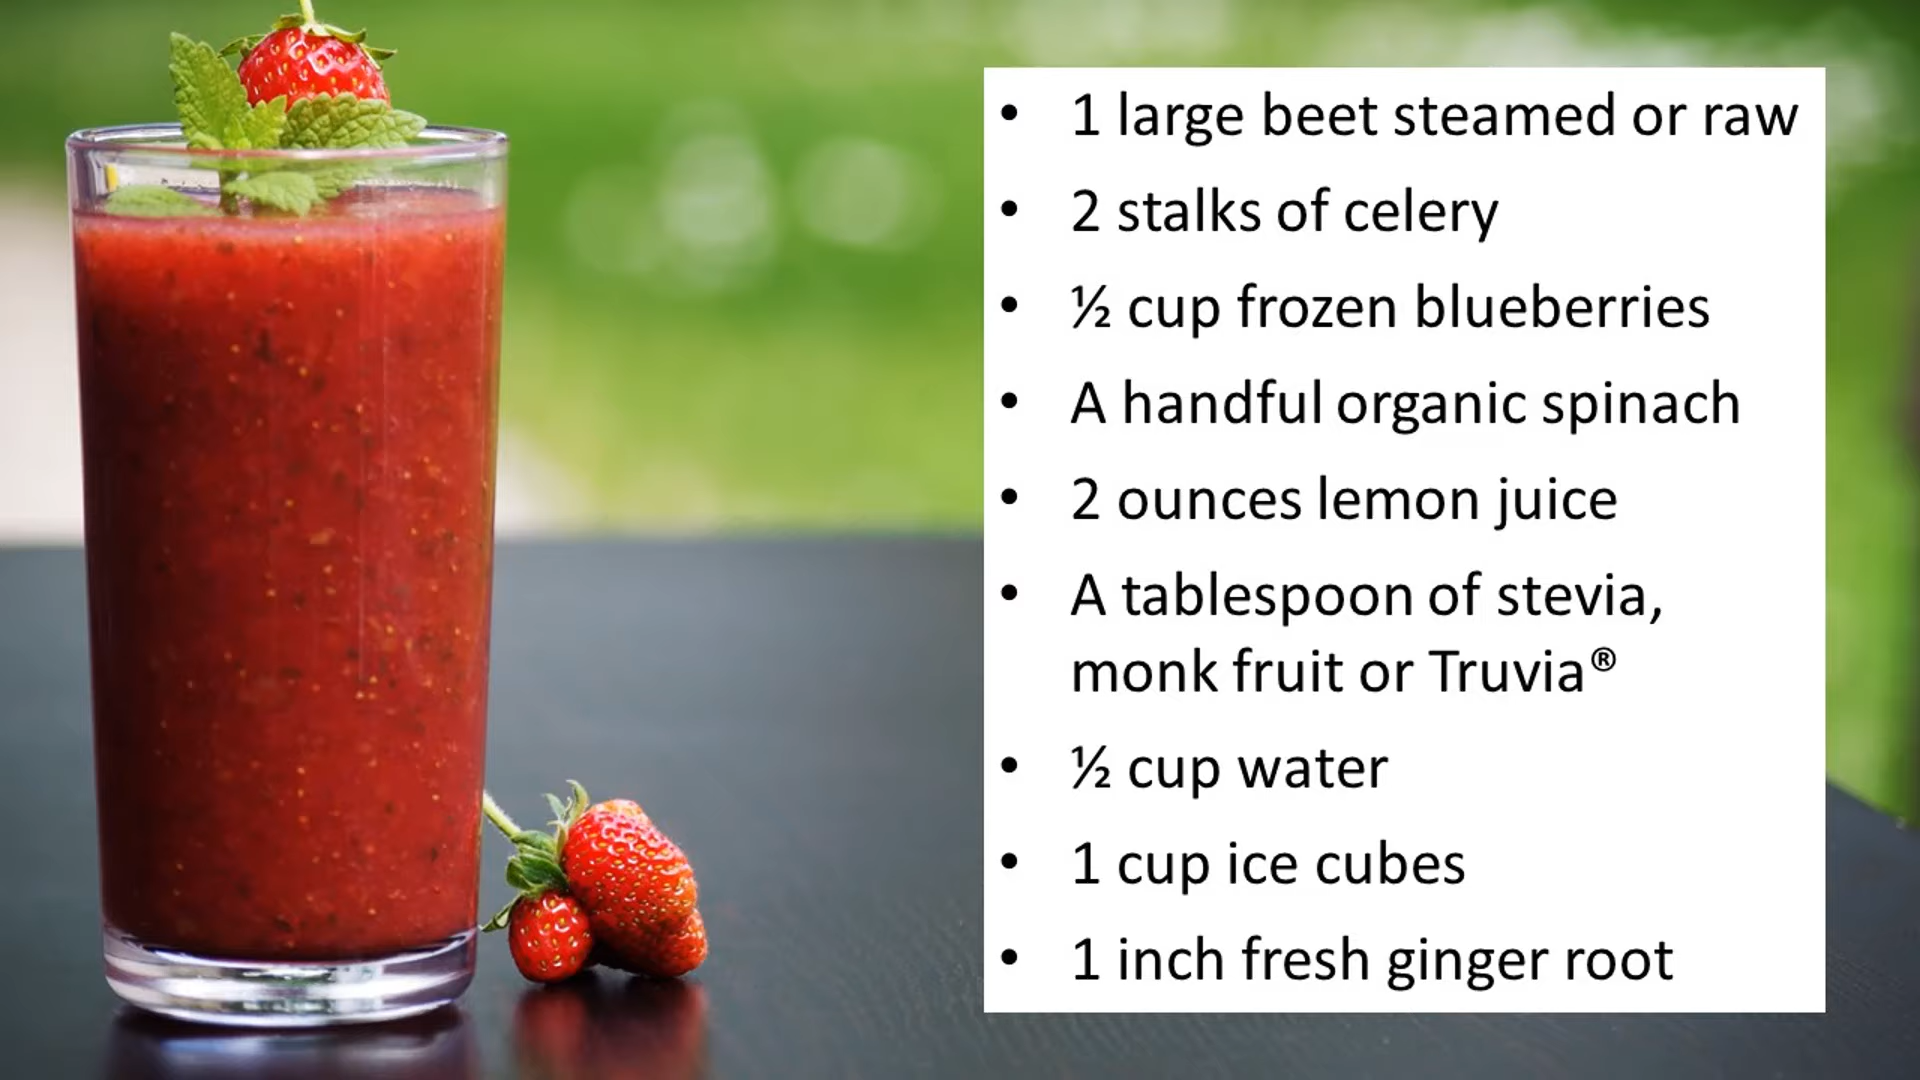 • 1 large beet steamed or raw
• 2 stalks of celery
• ½ cup frozen blueberries
• A handful organic spinach
• 2 ounces lemon juice
• A tablespoon of stevia,
monk fruit or Truvia®
• ½ cup water
• 1 cup ice cubes
• 1 inch fresh ginger root